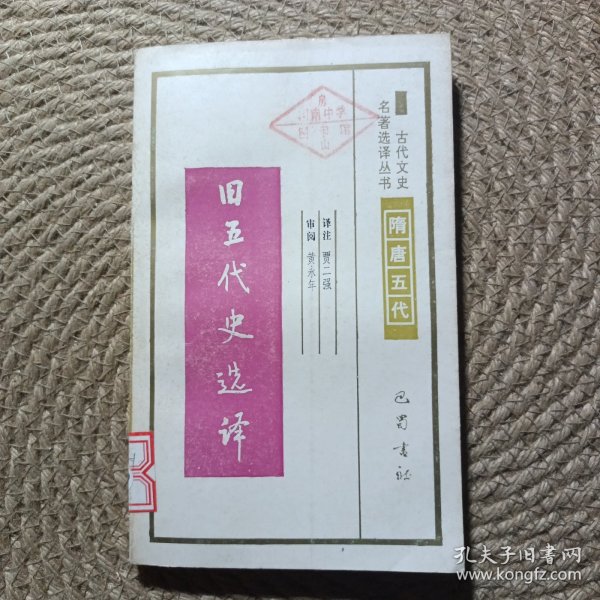 古代文史
名著选译丛书
隋唐五代
译注 贾二强
审阅 黄永年
旧五代史选译
巴蜀书社
孔夫子旧书网
www.kongfz.com